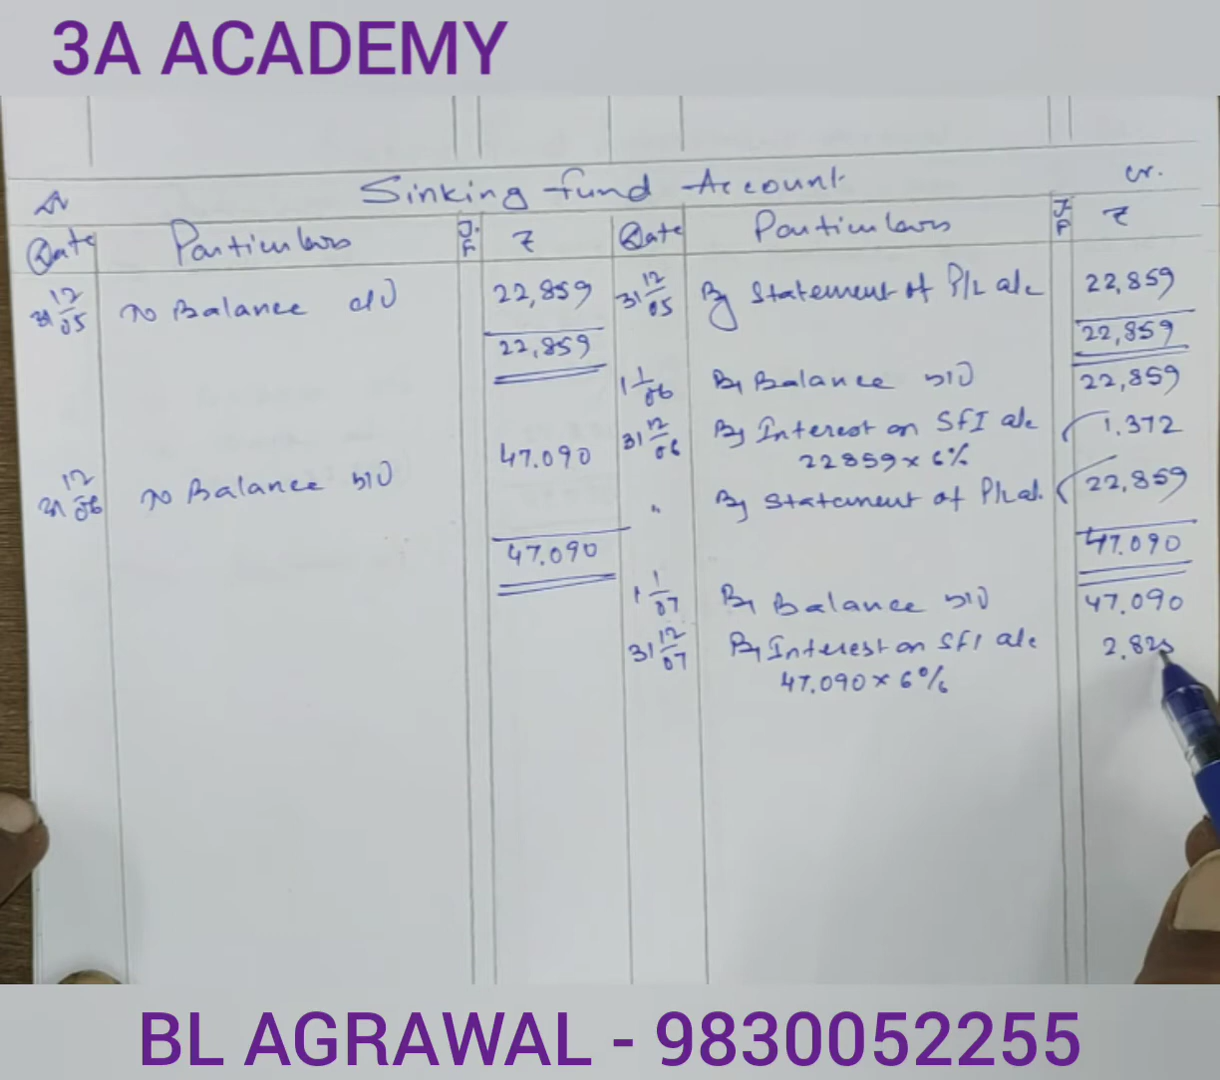 3A ACADEMY
Dr Sinking fund Account cr.
Date Particulars J.F ₹ Date Particulars J.F ₹
31 12/05 To Balance c/d 22,859 31 12/05 By Statement of P/L a/c 22,859
22,859 22,859
1 1/06 By Balance b/d 22,859
31 12/06 By Interest on SFI a/c 1.372
22859 x 6%
31 12/06 To Balance b/d 47.090 " By Statement of P/L a/c. 22,859
47.090 47.090
1 1/07 By Balance b/d 47.090
31 12/07 By Interest on SFI a/c 2.825
47.090 x 6%
BL AGRAWAL - 9830052255